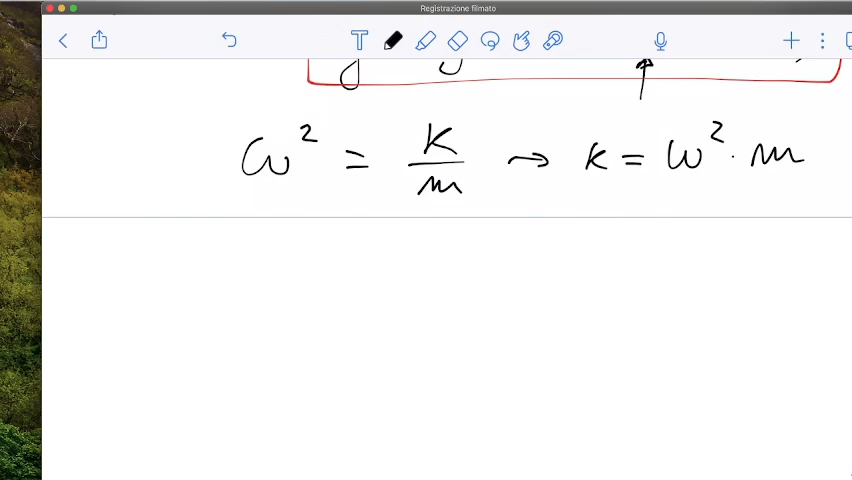 Registrazione filmato
ω² = K/m → K = ω² · m